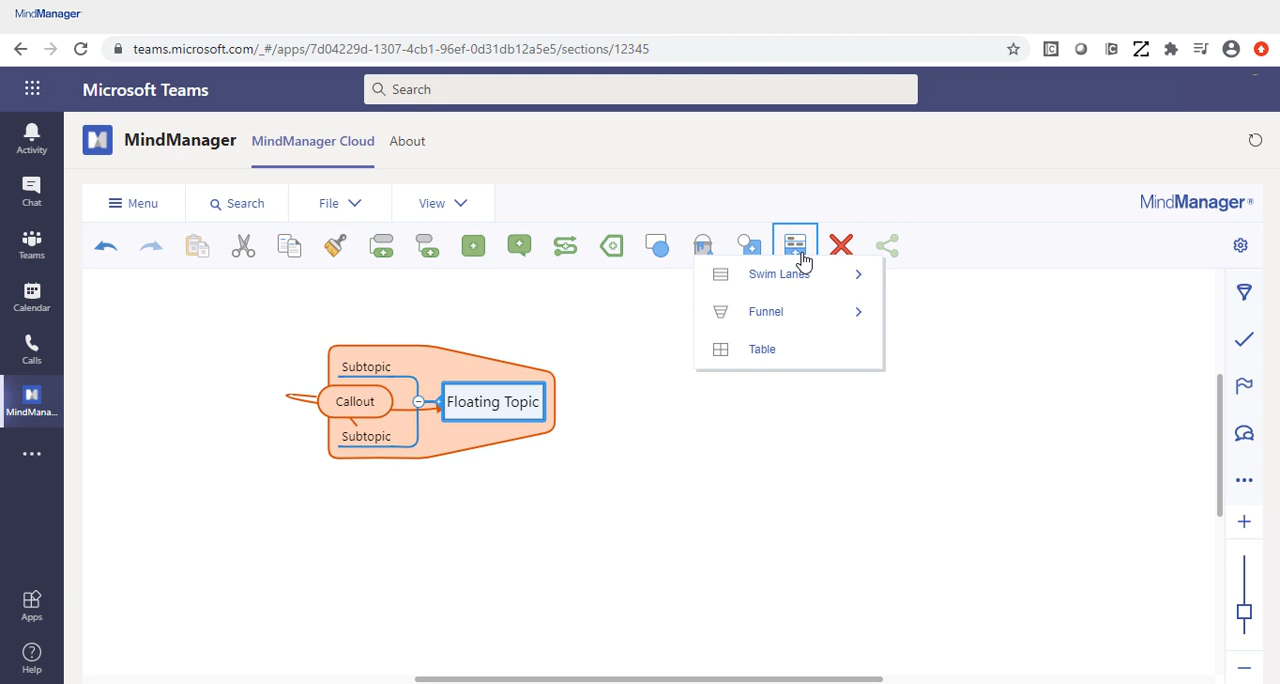 MindManager
teams.microsoft.com/_#/apps/7d04229d-1307-4cb1-96ef-0d31db12a5e5/sections/12345
Microsoft Teams
Search
Activity
Chat
Teams
Calendar
Calls
MindMana...
Apps
Help
MindManager
MindManager Cloud
About
Menu
Search
File
View
MindManager®
Swim Lanes
Funnel
Table
Subtopic
Callout
Floating Topic
Subtopic